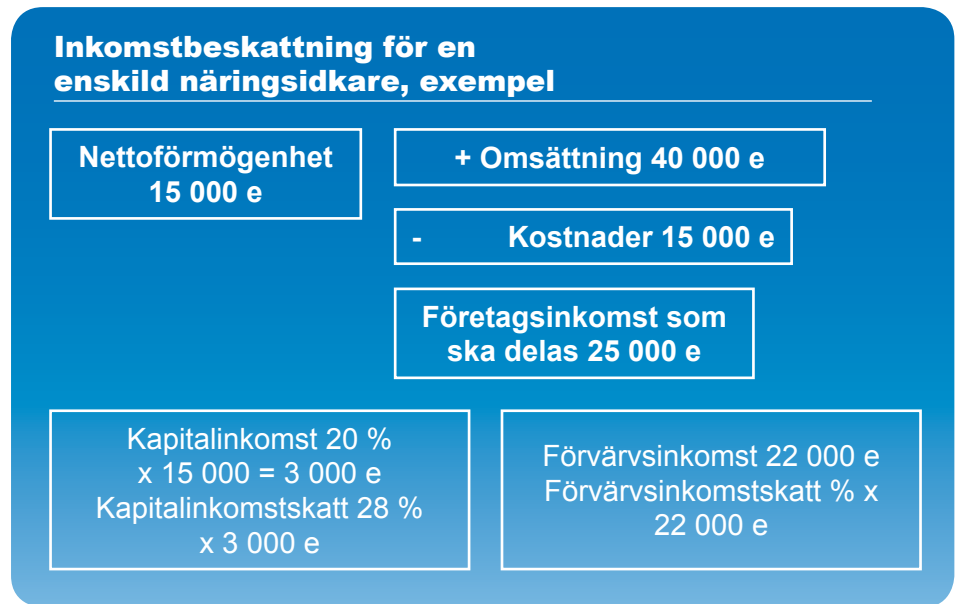 Inkomstbeskattning för en
enskild näringsidkare, exempel
Nettoförmögenhet
15 000 e
+ Omsättning 40 000 e
- Kostnader 15 000 e
Företagsinkomst som
ska delas 25 000 e
Kapitalinkomst 20 %
x 15 000 = 3 000 e
Kapitalinkomstskatt 28 %
x 3 000 e
Förvärvsinkomst 22 000 e
Förvärvsinkomstskatt % x
22 000 e